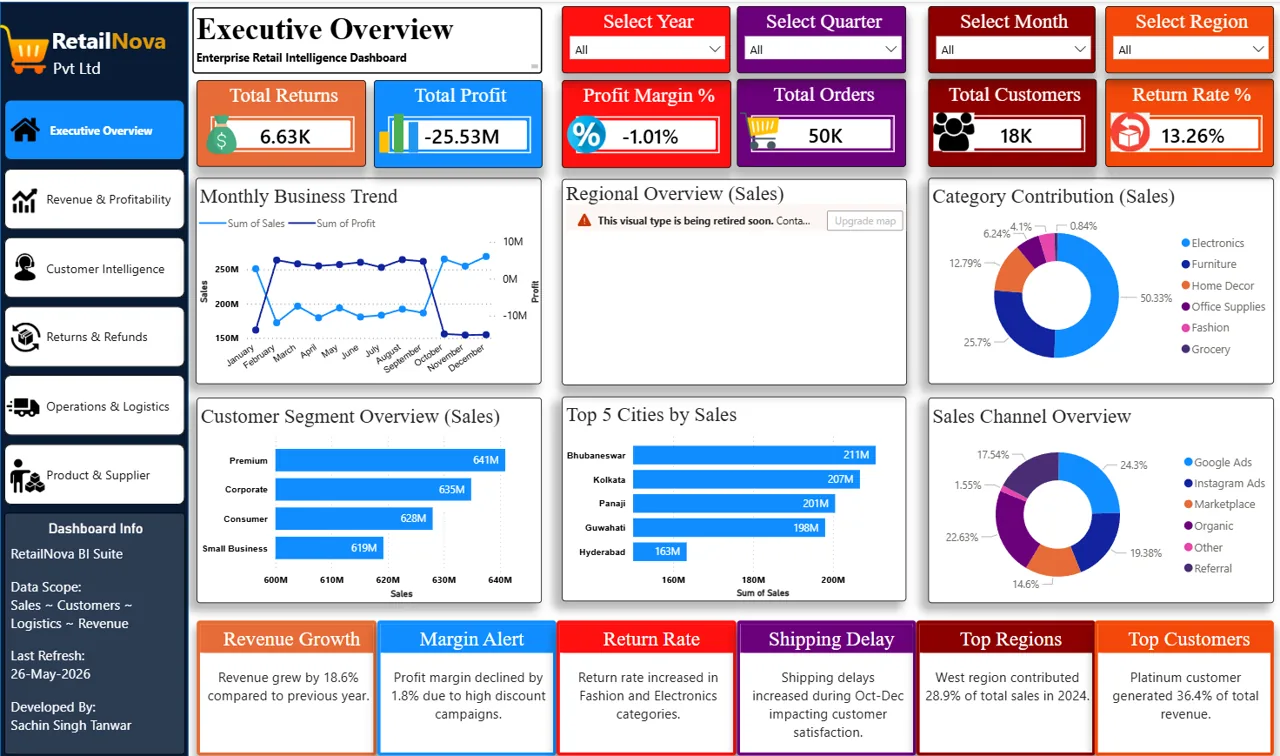 RetailNova
Pvt Ltd
Executive Overview
Revenue & Profitability
Customer Intelligence
Returns & Refunds
Operations & Logistics
Product & Supplier
Dashboard Info
RetailNova BI Suite
Data Scope:
Sales ~ Customers ~
Logistics ~ Revenue
Last Refresh:
26-May-2026
Developed By:
Sachin Singh Tanwar
Executive Overview
Enterprise Retail Intelligence Dashboard
Select Year
All
Select Quarter
All
Select Month
All
Select Region
All
Total Returns
6.63K
Total Profit
-25.53M
Profit Margin %
-1.01%
Total Orders
50K
Total Customers
18K
Return Rate %
13.26%
Monthly Business Trend
Sum of Sales
Sum of Profit
250M
200M
150M
Sales
10M
0M
-10M
Profit
January
February
March
April
May
June
July
August
September
October
November
December
Regional Overview (Sales)
This visual type is being retired soon. Conta...
Upgrade map
Category Contribution (Sales)
0.84%
4.1%
6.24%
12.79%
25.7%
50.33%
Electronics
Furniture
Home Decor
Office Supplies
Fashion
Grocery
Customer Segment Overview (Sales)
Premium 641M
Corporate 635M
Consumer 628M
Small Business 619M
600M 610M 620M 630M 640M
Sales
Top 5 Cities by Sales
Bhubaneswar 211M
Kolkata 207M
Panaji 201M
Guwahati 198M
Hyderabad 163M
160M 180M 200M
Sum of Sales
Sales Channel Overview
17.54%
24.3%
1.55%
22.63%
19.38%
14.6%
Google Ads
Instagram Ads
Marketplace
Organic
Other
Referral
Revenue Growth
Revenue grew by 18.6%
compared to previous year.
Margin Alert
Profit margin declined by
1.8% due to high discount
campaigns.
Return Rate
Return rate increased in
Fashion and Electronics
categories.
Shipping Delay
Shipping delays
increased during Oct-Dec
impacting customer
satisfaction.
Top Regions
West region contributed
28.9% of total sales in 2024.
Top Customers
Platinum customer
generated 36.4% of total
revenue.